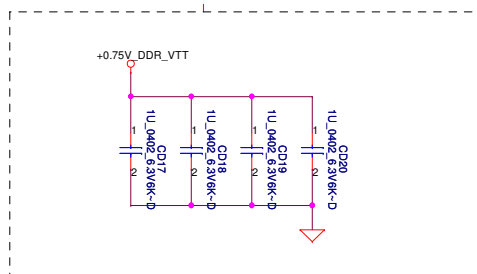 +0.75V_DDR_VTT
1
2
CD17
1U_0402_6.3V6K~D
1
2
CD18
1U_0402_6.3V6K~D
1
2
CD19
1U_0402_6.3V6K~D
1
2
CD20
1U_0402_6.3V6K~D